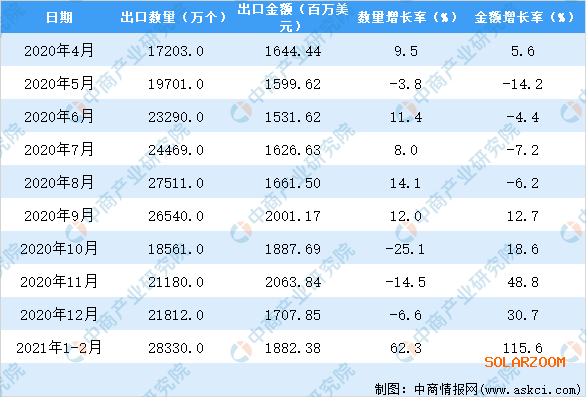 日期 出口数量（万个） 出口金额（百万美元） 数量增长率（%） 金额增长率（%）
2020年4月 17203.0 1644.44 9.5 5.6
2020年5月 19701.0 1599.62 -3.8 -14.2
2020年6月 23290.0 1531.62 11.4 -4.4
2020年7月 24469.0 1626.63 8.0 -7.2
2020年8月 27511.0 1661.50 14.1 -6.2
2020年9月 26540.0 2001.17 12.0 12.7
2020年10月 18561.0 1887.69 -25.1 18.6
2020年11月 21180.0 2063.84 -14.5 48.8
2020年12月 21812.0 1707.85 -6.6 30.7
2021年1-2月 28330.0 1882.38 62.3 115.6
SOLARZOOM
制图：中商情报网(www.askci.com)
中商产业研究院